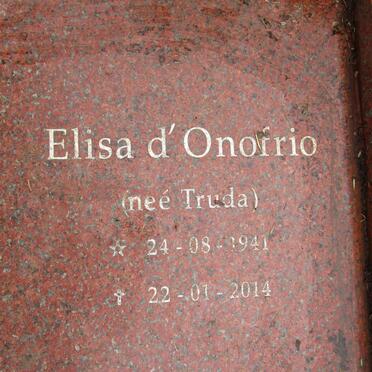 Elisa d'Onofrio
(neé Truda)
☆ 24-08-1941
✝ 22-01-2014